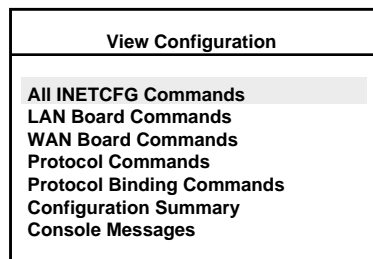 View Configuration
All INETCFG Commands
LAN Board Commands
WAN Board Commands
Protocol Commands
Protocol Binding Commands
Configuration Summary
Console Messages